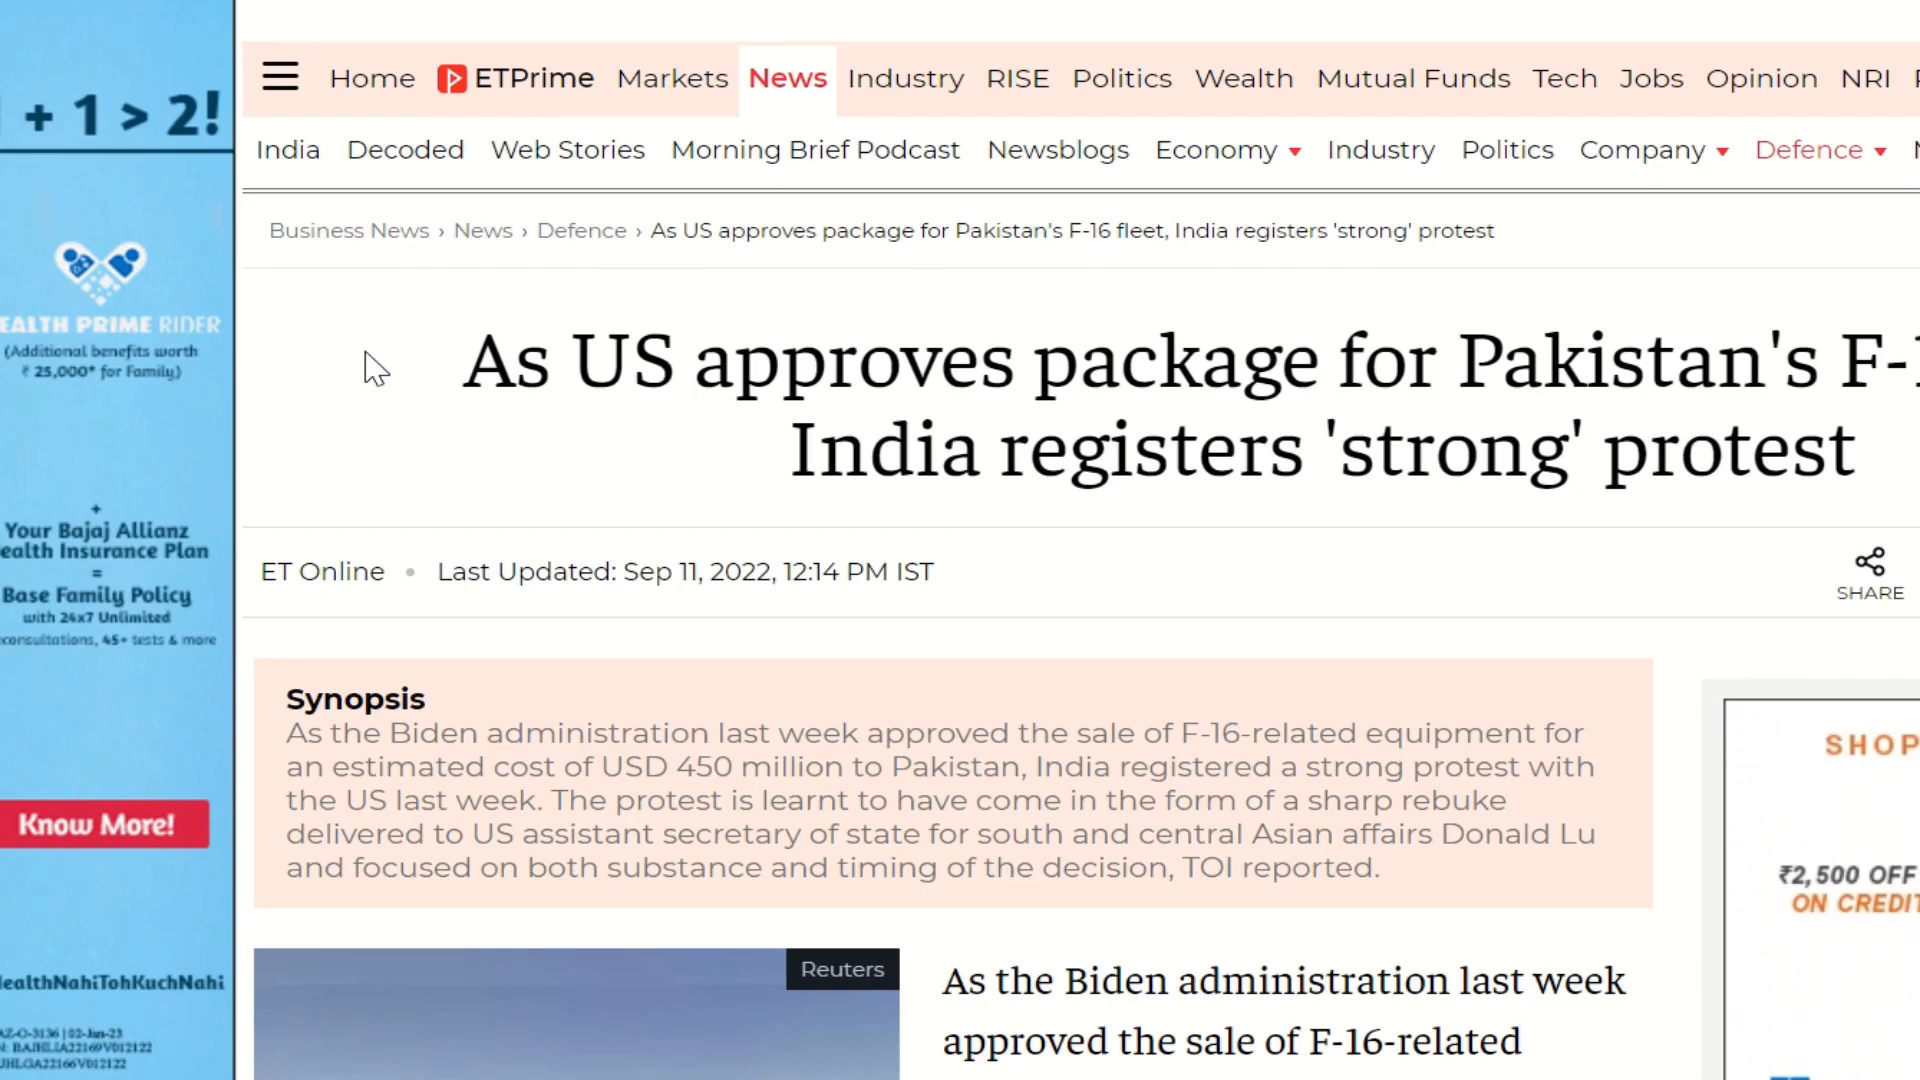 + 1 > 2!
PRIME RIDER
(Additional benefits worth
₹ 25,000* for Family)
+
Your Bajaj Allianz
Insurance Plan
=
Base Family Policy
with 24x7 Unlimited
45+ tests & more
Know More!
Home ETPrime Markets News Industry RISE Politics Wealth Mutual Funds Tech Jobs Opinion NRI
India Decoded Web Stories Morning Brief Podcast Newsblogs Economy Industry Politics Company Defence
Business News › News › Defence › As US approves package for Pakistan's F-16 fleet, India registers 'strong' protest
As US approves package for Pakistan's F-
India registers 'strong' protest
ET Online • Last Updated: Sep 11, 2022, 12:14 PM IST
SHARE
Synopsis
As the Biden administration last week approved the sale of F-16-related equipment for
an estimated cost of USD 450 million to Pakistan, India registered a strong protest with
the US last week. The protest is learnt to have come in the form of a sharp rebuke
delivered to US assistant secretary of state for south and central Asian affairs Donald Lu
and focused on both substance and timing of the decision, TOI reported.
Reuters
As the Biden administration last week
approved the sale of F-16-related
SHOP
₹2,500 OFF
ON CREDIT